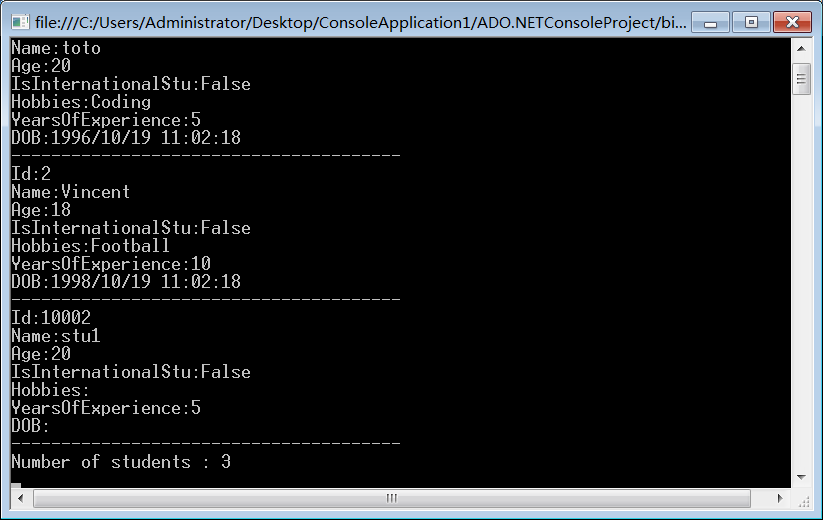 file:///C:/Users/Administrator/Desktop/ConsoleApplication1/ADO.NETConsoleProject/bi...
Name:toto
Age:20
IsInternationalStu:False
Hobbies:Coding
YearsOfExperience:5
DOB:1996/10/19 11:02:18
---------------------------------------
Id:2
Name:Vincent
Age:18
IsInternationalStu:False
Hobbies:Football
YearsOfExperience:10
DOB:1998/10/19 11:02:18
---------------------------------------
Id:10002
Name:stu1
Age:20
IsInternationalStu:False
Hobbies:
YearsOfExperience:5
DOB:
---------------------------------------
Number of students : 3